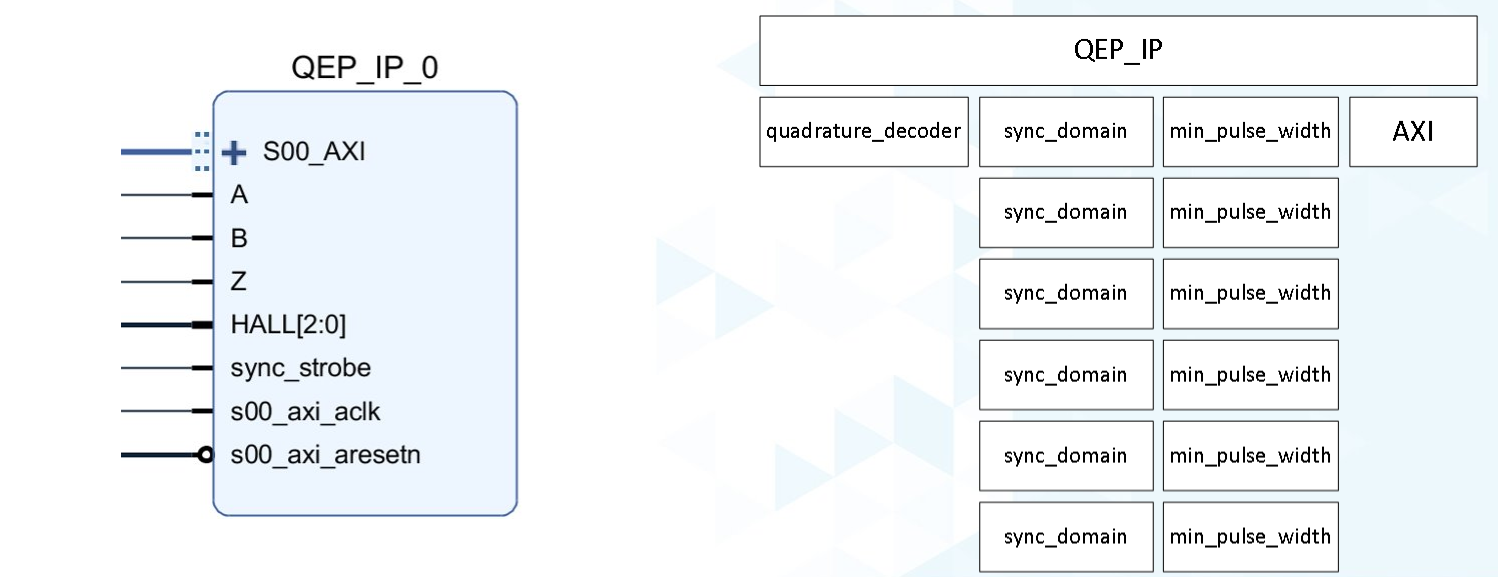 QEP_IP_0
S00_AXI
A
B
Z
HALL[2:0]
sync_strobe
s00_axi_aclk
s00_axi_aresetn
QEP_IP
quadrature_decoder sync_domain min_pulse_width AXI
sync_domain min_pulse_width
sync_domain min_pulse_width
sync_domain min_pulse_width
sync_domain min_pulse_width
sync_domain min_pulse_width